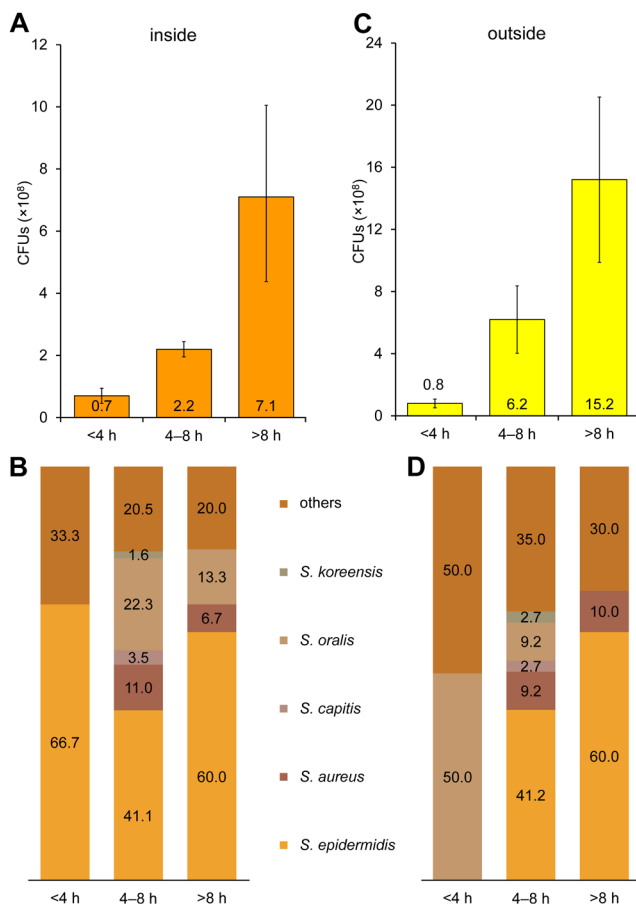 A
inside
12
10
8
6
4
2
0
CFUs (×10⁸)
0.7
2.2
7.1
<4 h
4–8 h
>8 h
C
outside
24
20
16
12
8
4
0
CFUs (×10⁸)
0.8
6.2
15.2
<4 h
4–8 h
>8 h
B
33.3
66.7
20.5
1.6
22.3
3.5
11.0
41.1
20.0
13.3
6.7
60.0
<4 h
4–8 h
>8 h
others
S. koreensis
S. oralis
S. capitis
S. aureus
S. epidermidis
D
50.0
50.0
35.0
2.7
9.2
2.7
9.2
41.2
30.0
10.0
60.0
<4 h
4–8 h
>8 h